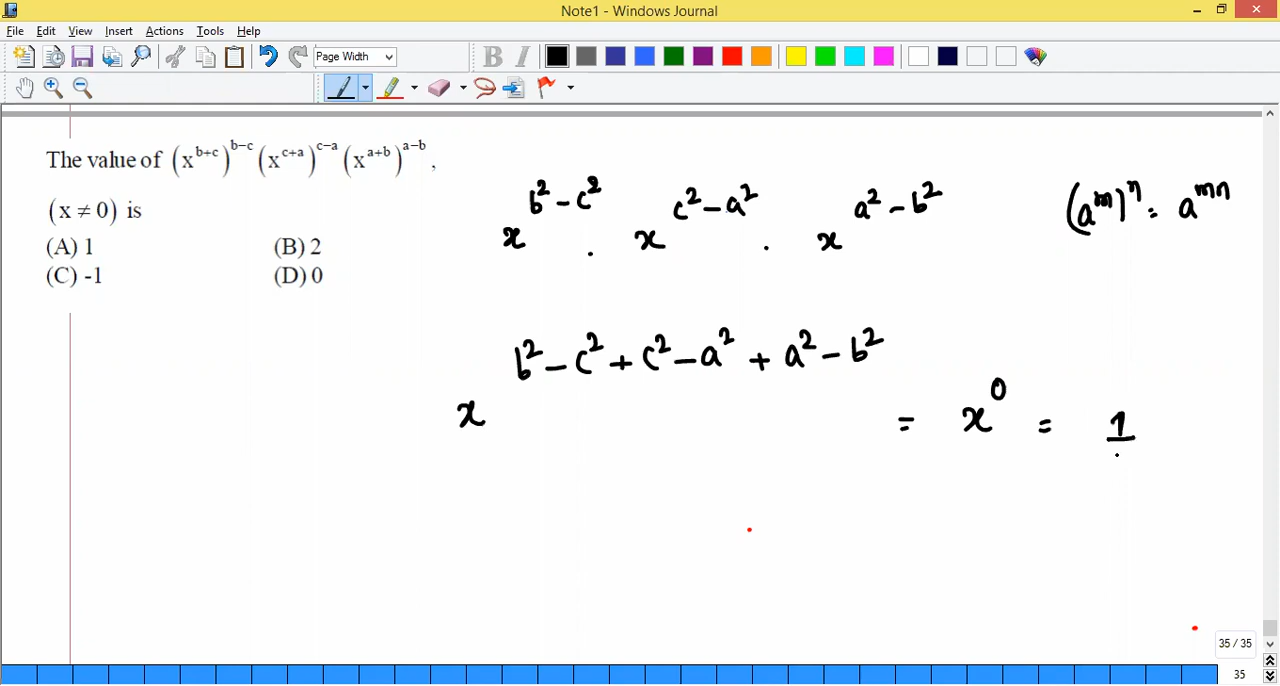 Note1 - Windows Journal
File Edit View Insert Actions Tools Help
Page Width
The value of (x^{b+c})^{b−c} (x^{c+a})^{c−a} (x^{a+b})^{a−b},
(x ≠ 0) is
(A) 1 (B) 2
(C) -1 (D) 0
x^{b²−c²} . x^{c²−a²} . x^{a²−b²}
(a^m)^n = a^{mn}
x^{b²−c²+c²−a²+a²−b²} = x^0 = 1
35 / 35
35